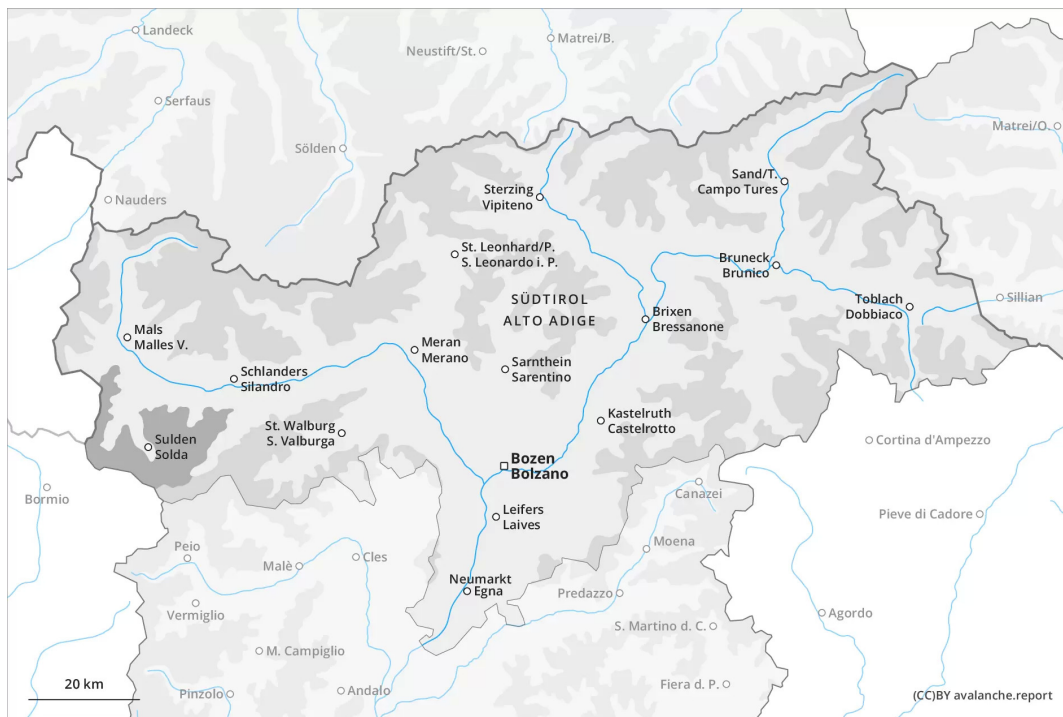 Landeck
Matrei/B.
Neustift/St.
Serfaus
Matrei/O.
Sölden
Sand/T.
Campo Tures
Sterzing
Vipiteno
Nauders
St. Leonhard/P.
S. Leonardo i. P.
Bruneck
Brunico
SÜDTIROL
ALTO ADIGE
Toblach
Dobbiaco
Sillian
Brixen
Bressanone
Mals
Malles V.
Meran
Merano
Schlanders
Silandro
Sarnthein
Sarentino
Kastelruth
Castelrotto
St. Walburg
S. Valburga
Sulden
Solda
Cortina d'Ampezzo
Bozen
Bolzano
Bormio
Canazei
Leifers
Laives
Pieve di Cadore
Moena
Peio
Malè
Cles
Neumarkt
Egna
Predazzo
Vermiglio
Agordo
S. Martino d. C.
M. Campiglio
20 km
Pinzolo
Andalo
Fiera d. P.
(CC)BY avalanche.report